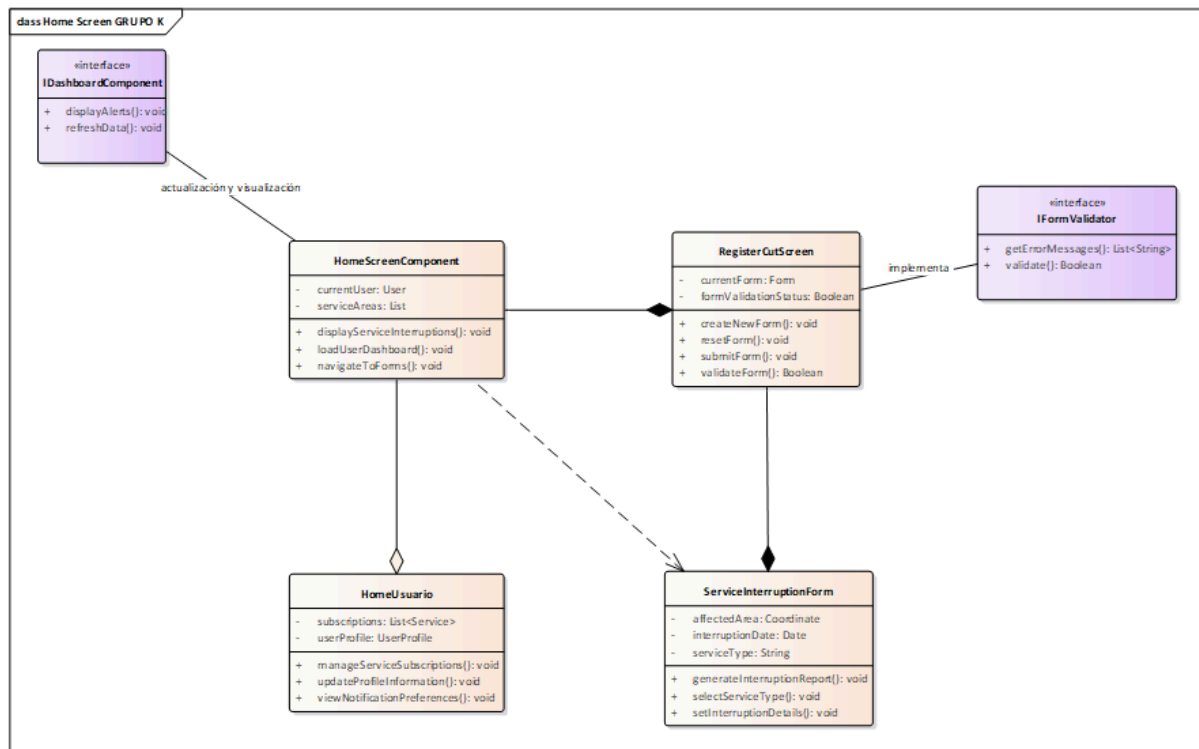 class Home Screen GRUPO K
«interface»
IDashboardComponent
+ displayAlerts(): void
+ refreshData(): void
actualización y visualización
«interface»
IFormValidator
+ getErrorMessages(): List<String>
+ validate(): Boolean
implementa
HomeScreenComponent
- currentUser: User
- serviceAreas: List
+ displayServiceInterruptions(): void
+ loadUserDashboard(): void
+ navigateToForms(): void
RegisterCutScreen
- currentForm: Form
- formValidationStatus: Boolean
+ createNewForm(): void
+ resetForm(): void
+ submitForm(): void
+ validateForm(): Boolean
HomeUsuario
- subscriptions: List<Service>
- userProfile: UserProfile
+ manageServiceSubscriptions(): void
+ updateProfileInformation(): void
+ viewNotificationPreferences(): void
ServiceInterruptionForm
- affectedArea: Coordinate
- interruptionDate: Date
- serviceType: String
+ generateInterruptionReport(): void
+ selectServiceType(): void
+ setInterruptionDetails(): void